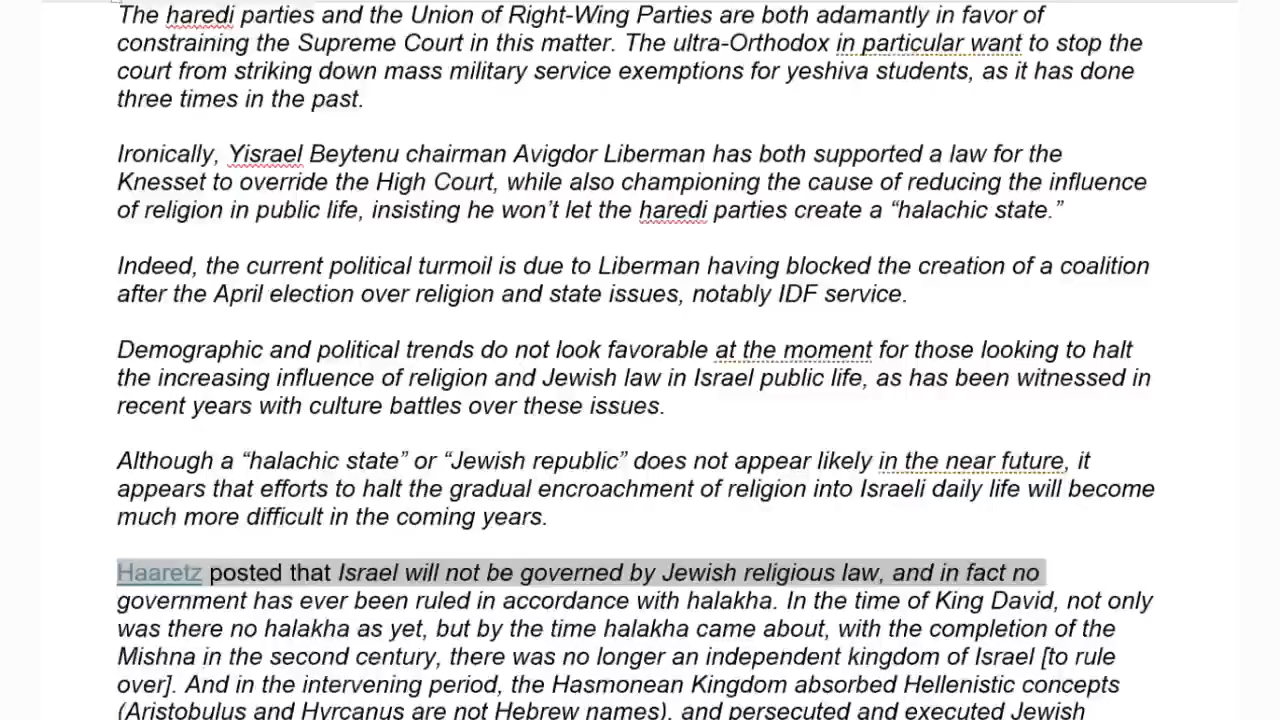 The haredi parties and the Union of Right-Wing Parties are both adamantly in favor of
constraining the Supreme Court in this matter. The ultra-Orthodox in particular want to stop the
court from striking down mass military service exemptions for yeshiva students, as it has done
three times in the past.
Ironically, Yisrael Beytenu chairman Avigdor Liberman has both supported a law for the
Knesset to override the High Court, while also championing the cause of reducing the influence
of religion in public life, insisting he won’t let the haredi parties create a “halachic state.”
Indeed, the current political turmoil is due to Liberman having blocked the creation of a coalition
after the April election over religion and state issues, notably IDF service.
Demographic and political trends do not look favorable at the moment for those looking to halt
the increasing influence of religion and Jewish law in Israel public life, as has been witnessed in
recent years with culture battles over these issues.
Although a “halachic state” or “Jewish republic” does not appear likely in the near future, it
appears that efforts to halt the gradual encroachment of religion into Israeli daily life will become
much more difficult in the coming years.
Haaretz posted that Israel will not be governed by Jewish religious law, and in fact no
government has ever been ruled in accordance with halakha. In the time of King David, not only
was there no halakha as yet, but by the time halakha came about, with the completion of the
Mishna in the second century, there was no longer an independent kingdom of Israel [to rule
over]. And in the intervening period, the Hasmonean Kingdom absorbed Hellenistic concepts
(Aristobulus and Hyrcanus are not Hebrew names), and persecuted and executed Jewish